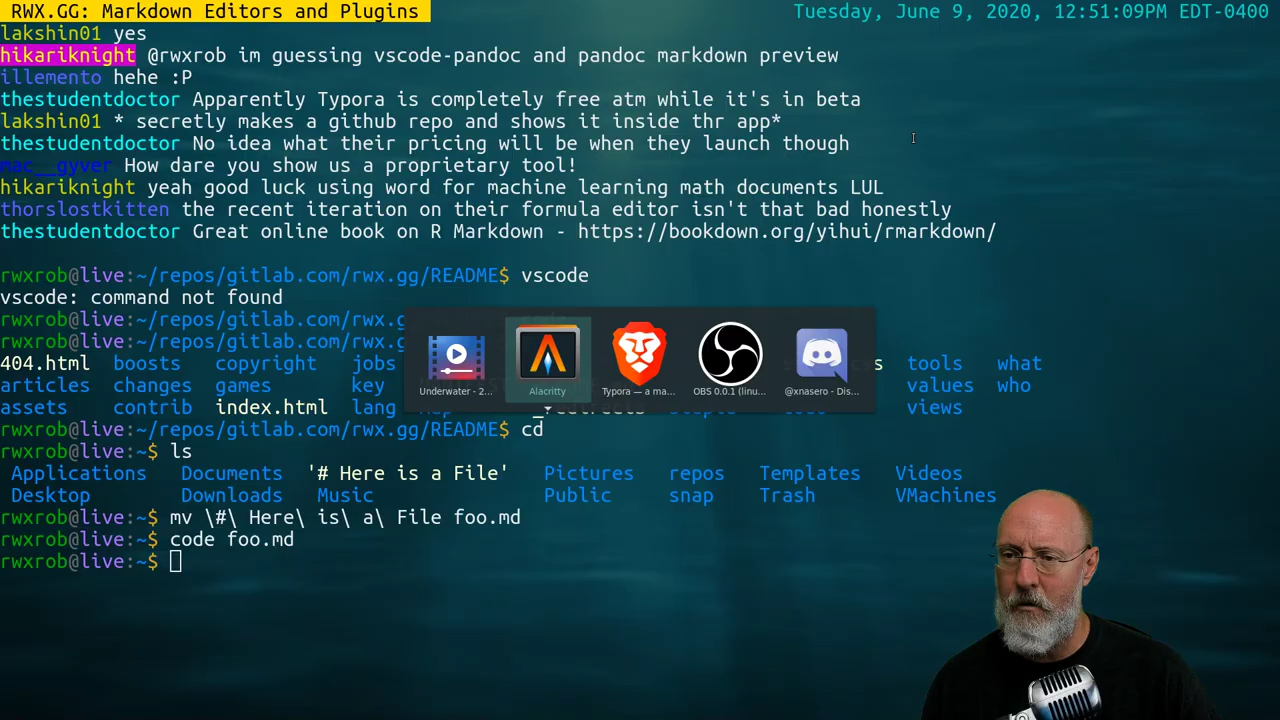 RWX.GG: Markdown Editors and Plugins
Tuesday, June 9, 2020, 12:51:09PM EDT-0400
lakshin01 yes
hikariknight @rwxrob im guessing vscode-pandoc and pandoc markdown preview
illemento hehe :P
thestudentdoctor Apparently Typora is completely free atm while it's in beta
lakshin01 * secretly makes a github repo and shows it inside thr app*
thestudentdoctor No idea what their pricing will be when they launch though
mac__gyver How dare you show us a proprietary tool!
hikariknight yeah good luck using word for machine learning math documents LUL
thorslostkitten the recent iteration on their formula editor isn't that bad honestly
thestudentdoctor Great online book on R Markdown - https://bookdown.org/yihui/rmarkdown/
rwxrob@live:~/repos/gitlab.com/rwx.gg/README$ vscode
vscode: command not found
rwxrob@live:~/repos/gitlab.com/rwx.g
rwxrob@live:~/repos/gitlab.com/rwx.g
404.html boosts copyright jobs tools what
articles changes games key values who
assets contrib index.html lang views
Underwater - 2...
Alacritty
Typora — a ma...
OBS 0.0.1 (linu...
@xnasero - Dis...
rwxrob@live:~/repos/gitlab.com/rwx.gg/README$ cd
rwxrob@live:~$ ls
Applications Documents '# Here is a File' Pictures repos Templates Videos
Desktop Downloads Music Public snap Trash VMachines
rwxrob@live:~$ mv \#\ Here\ is\ a\ File foo.md
rwxrob@live:~$ code foo.md
rwxrob@live:~$